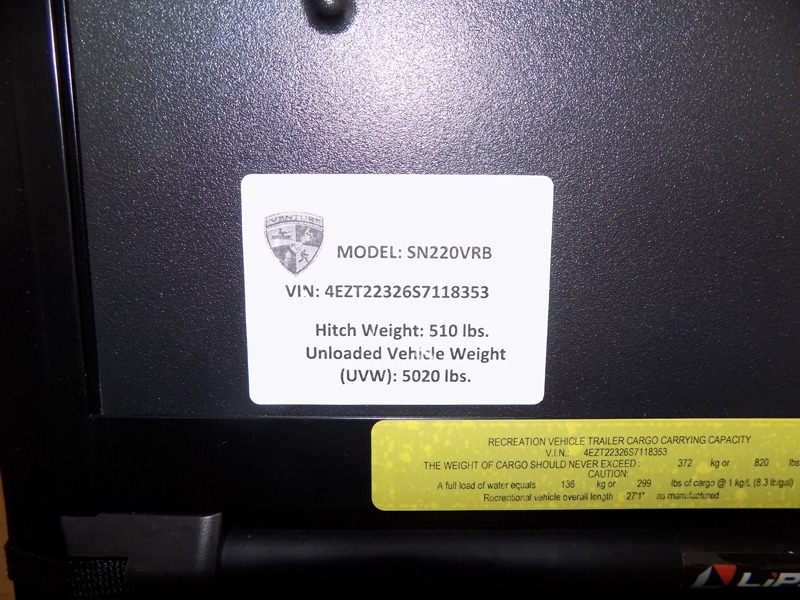 VENTURE
MODEL: SN220VRB
VIN: 4EZT22326S7118353
Hitch Weight: 510 lbs.
Unloaded Vehicle Weight
(UVW): 5020 lbs.
RECREATION VEHICLE TRAILER CARGO CARRYING CAPACITY
V.I.N.: 4EZT22326S7118353
THE WEIGHT OF CARGO SHOULD NEVER EXCEED : 372 kg or 820 lbs
CAUTION:
A full load of water equals 136 kg or 299 lbs of cargo @ 1 kg/L (8.3 lb/gal)
Recreational vehicle overall length 27'1" as manufactured